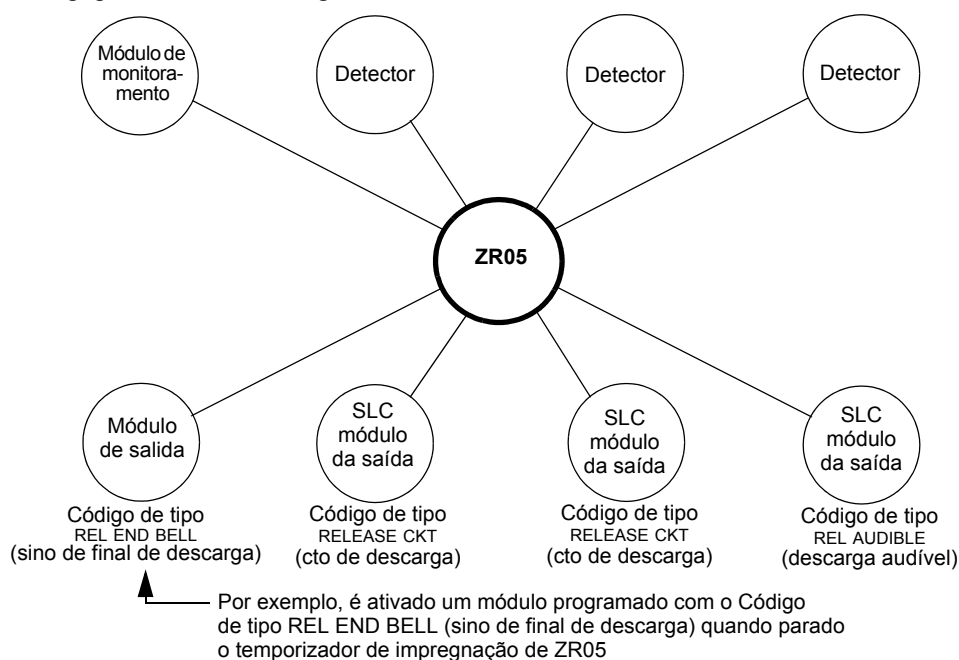 Módulo de
monitora-
mento
Detector
Detector
Detector
ZR05
Módulo
de salida
SLC
módulo
da saída
SLC
módulo
da saída
SLC
módulo
da saída
Código de tipo
REL END BELL
(sino de final de descarga)
Código de tipo
RELEASE CKT
(cto de descarga)
Código de tipo
RELEASE CKT
(cto de descarga)
Código de tipo
REL AUDIBLE
(descarga audível)
Por exemplo, é ativado um módulo programado com o Código
de tipo REL END BELL (sino de final de descarga) quando parado
o temporizador de impregnação de ZR05